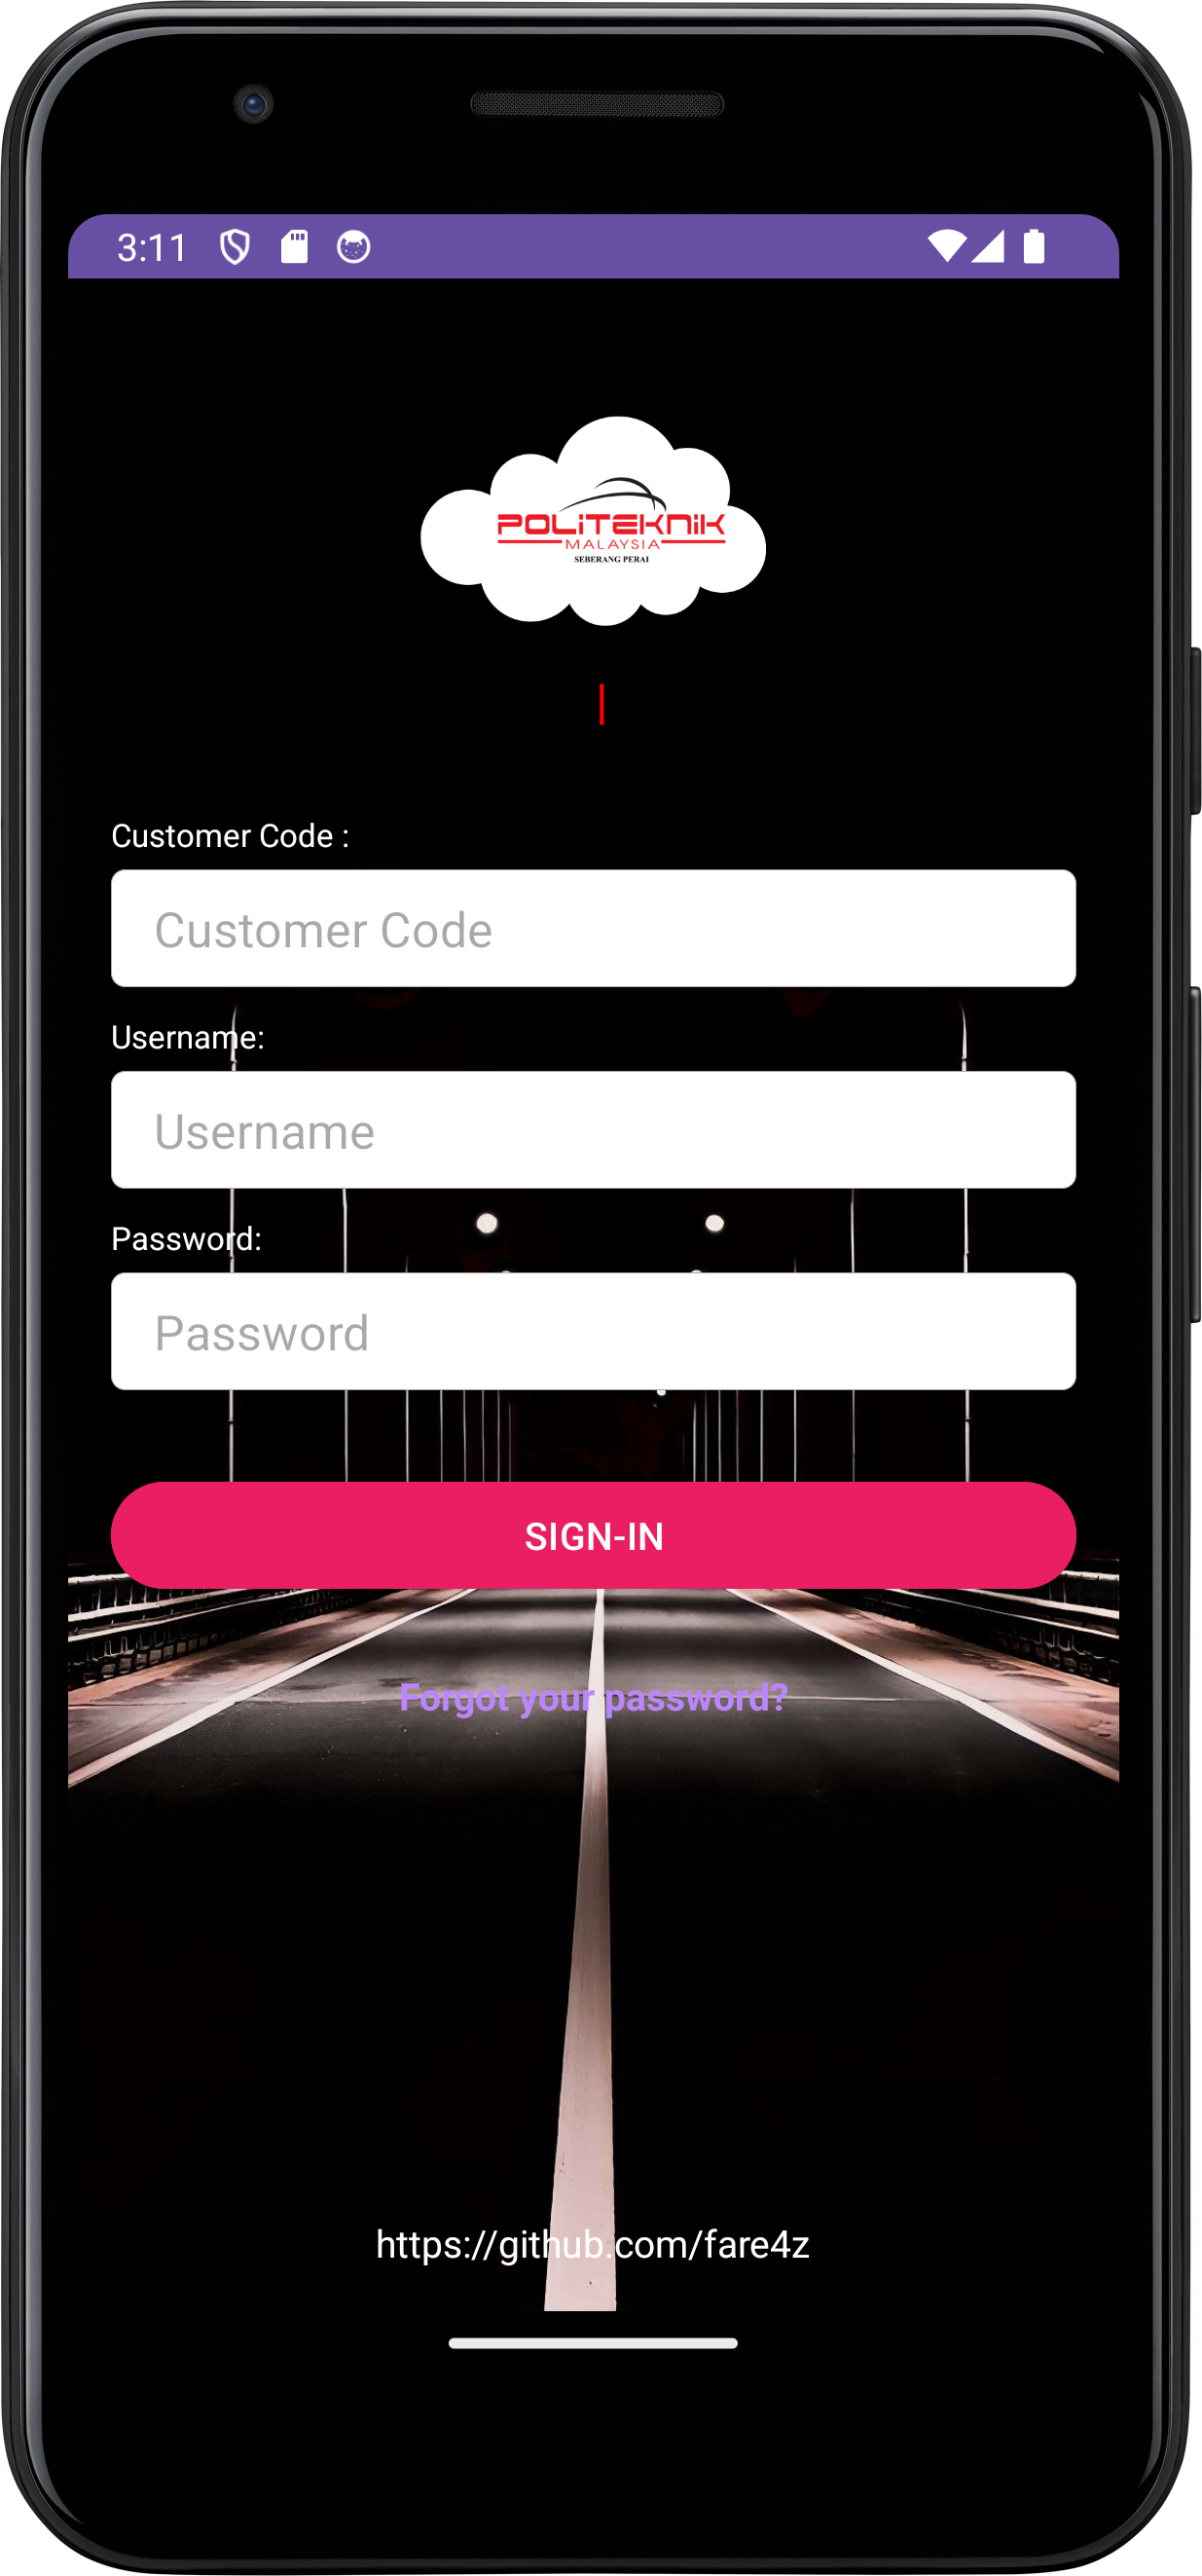 3:11
POLITEKNIK
MALAYSIA
SEBERANG PERAI
Customer Code :
Customer Code
Username:
Username
Password:
Password
SIGN-IN
Forgot your password?
https://github.com/fare4z